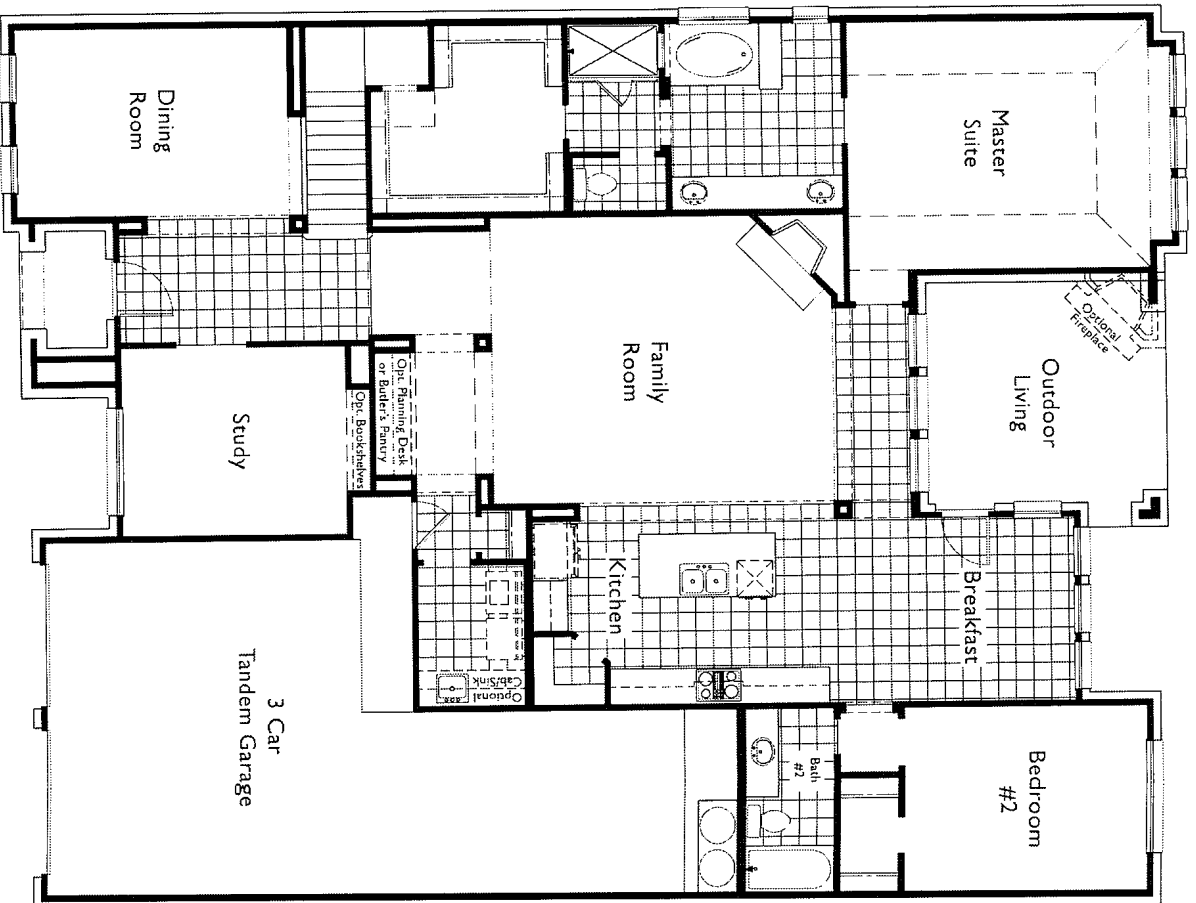 Dining
Room
Master
Suite
Optional
Fireplace
Outdoor
Living
Family
Room
Opt. Planning Desk
or Butler's Pantry
Opt. Bookshelves
Study
Kitchen
Breakfast
Optional
Cab/Sink
3 Car
Tandem Garage
Bath
#2
Bedroom
#2